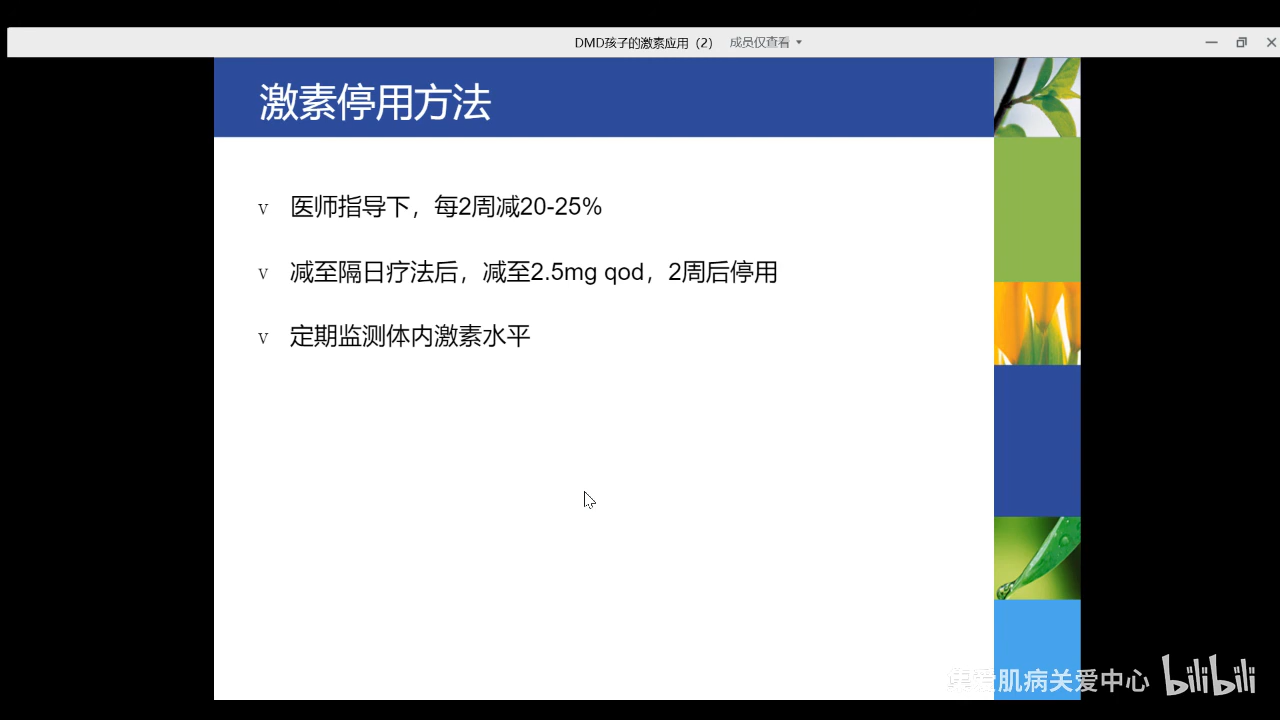 DMD孩子的激素应用（2） 成员仅查看
激素停用方法
v 医师指导下，每2周减20-25%
v 减至隔日疗法后，减至2.5mg qod，2周后停用
v 定期监测体内激素水平
爱肌病关爱中心 bilibili